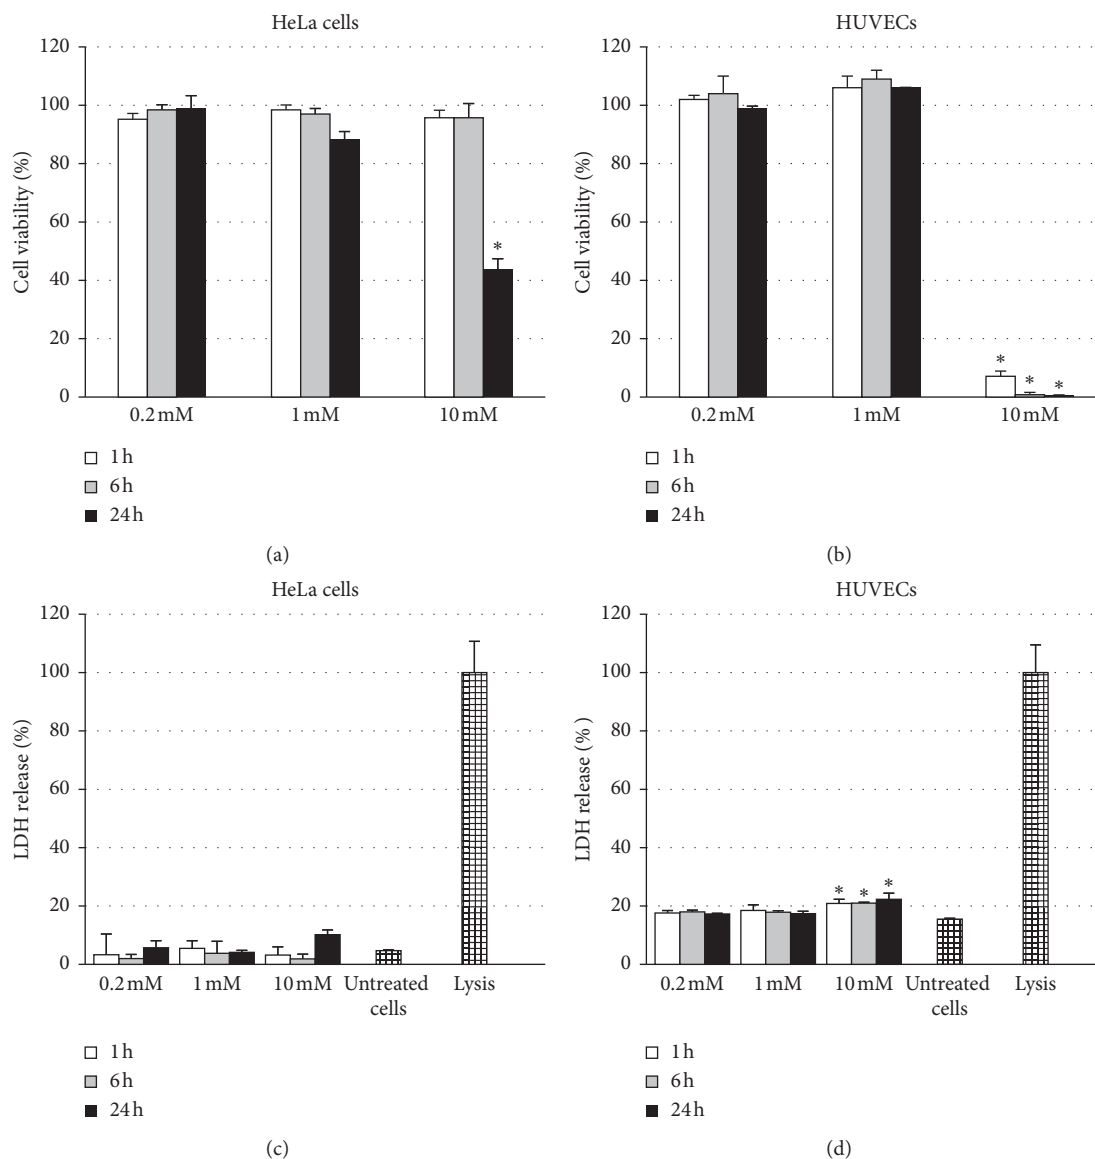 HeLa cells
120
100
80
60
40
20
0
Cell viability (%)
*
0.2 mM 1 mM 10 mM
1 h
6 h
24 h
(a)
HUVECs
120
100
80
60
40
20
0
Cell viability (%)
* * *
0.2 mM 1 mM 10 mM
1 h
6 h
24 h
(b)
HeLa cells
120
100
80
60
40
20
0
LDH release (%)
0.2 mM 1 mM 10 mM Untreated Lysis
cells
1 h
6 h
24 h
(c)
HUVECs
120
100
80
60
40
20
0
LDH release (%)
* * *
0.2 mM 1 mM 10 mM Untreated Lysis
cells
1 h
6 h
24 h
(d)